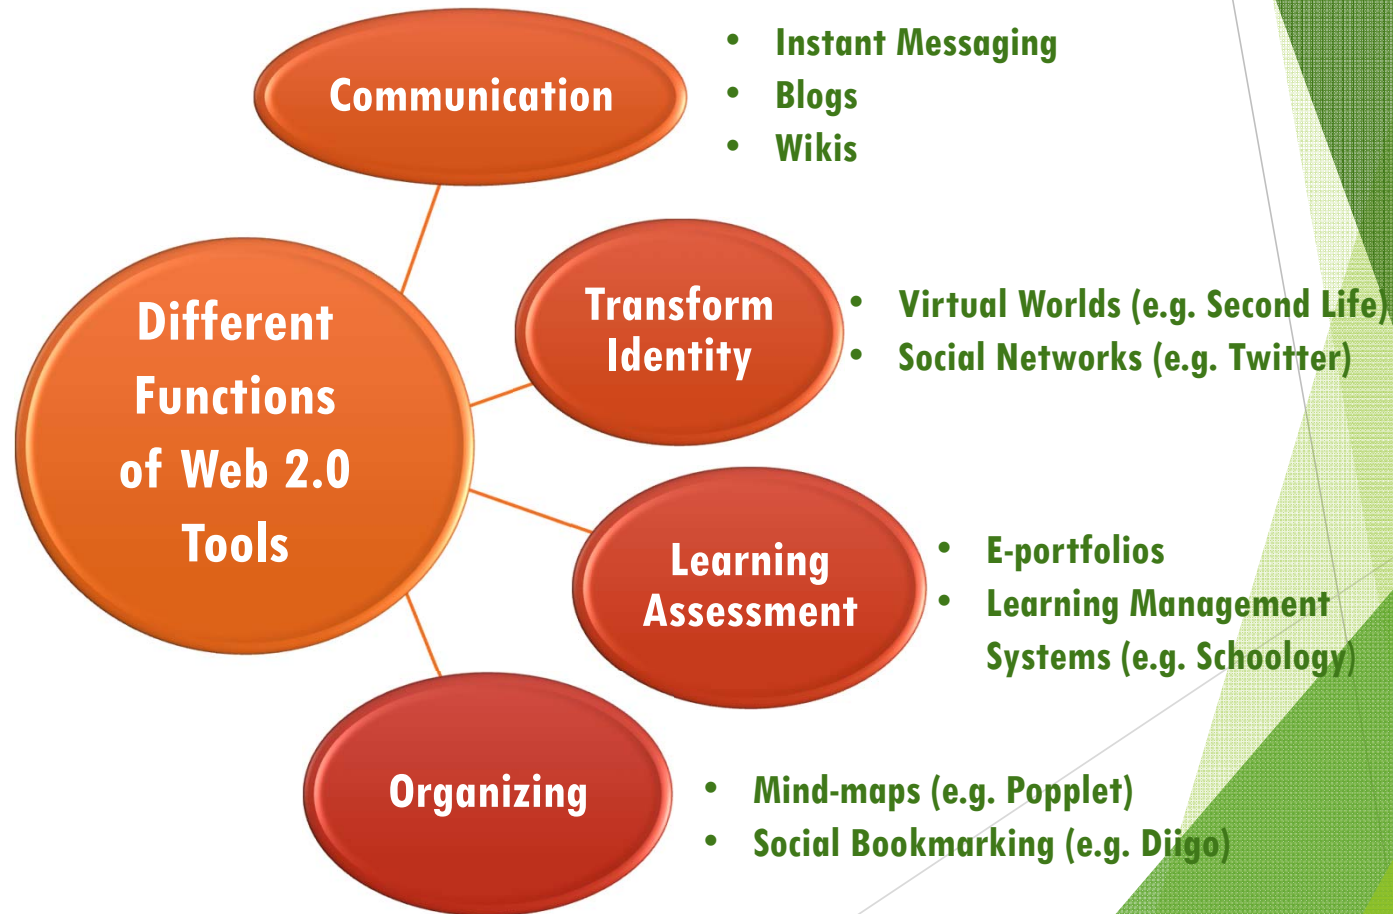 Communication
• Instant Messaging
• Blogs
• Wikis
Different
Functions
of Web 2.0
Tools
Transform
Identity
• Virtual Worlds (e.g. Second Life)
• Social Networks (e.g. Twitter)
Learning
Assessment
• E-portfolios
• Learning Management
Systems (e.g. Schoology)
Organizing
• Mind-maps (e.g. Popplet)
• Social Bookmarking (e.g. Diigo)